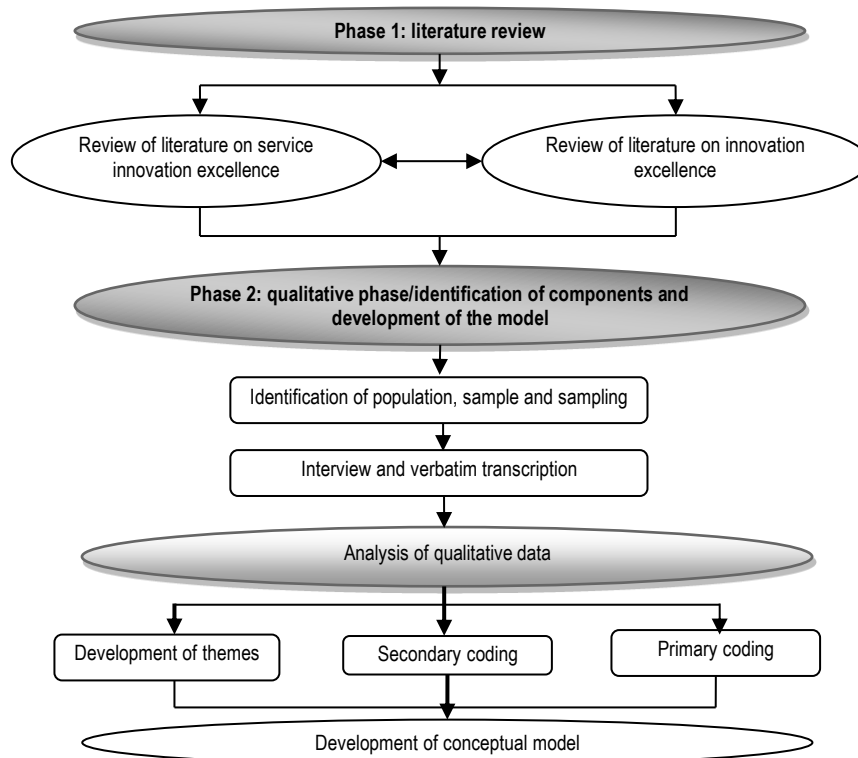 Phase 1: literature review
Review of literature on service
innovation excellence
Review of literature on innovation
excellence
Phase 2: qualitative phase/identification of components and
development of the model
Identification of population, sample and sampling
Interview and verbatim transcription
Analysis of qualitative data
Development of themes
Secondary coding
Primary coding
Development of conceptual model